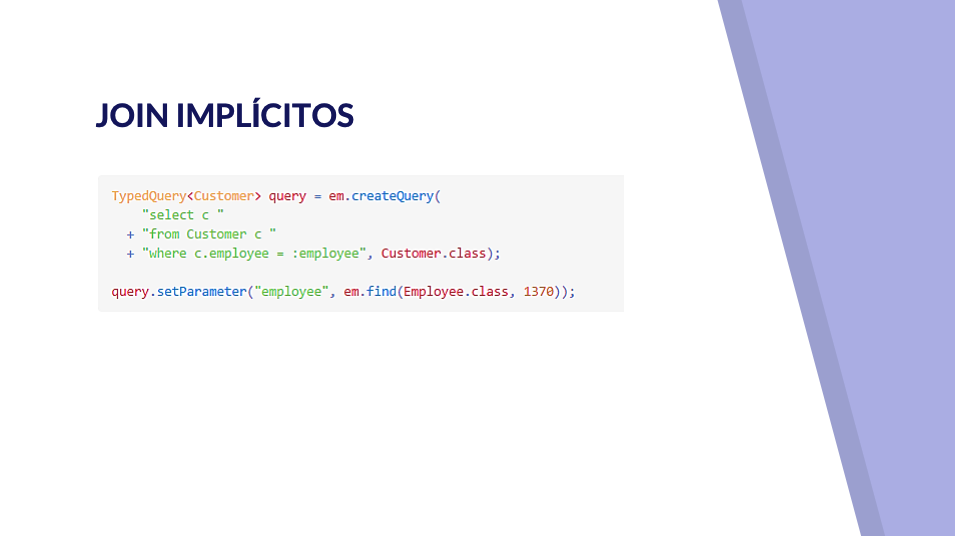 JOIN IMPLÍCITOS
TypedQuery<Customer> query = em.createQuery(
"select c "
+ "from Customer c "
+ "where c.employee = :employee", Customer.class);
query.setParameter("employee", em.find(Employee.class, 1370));